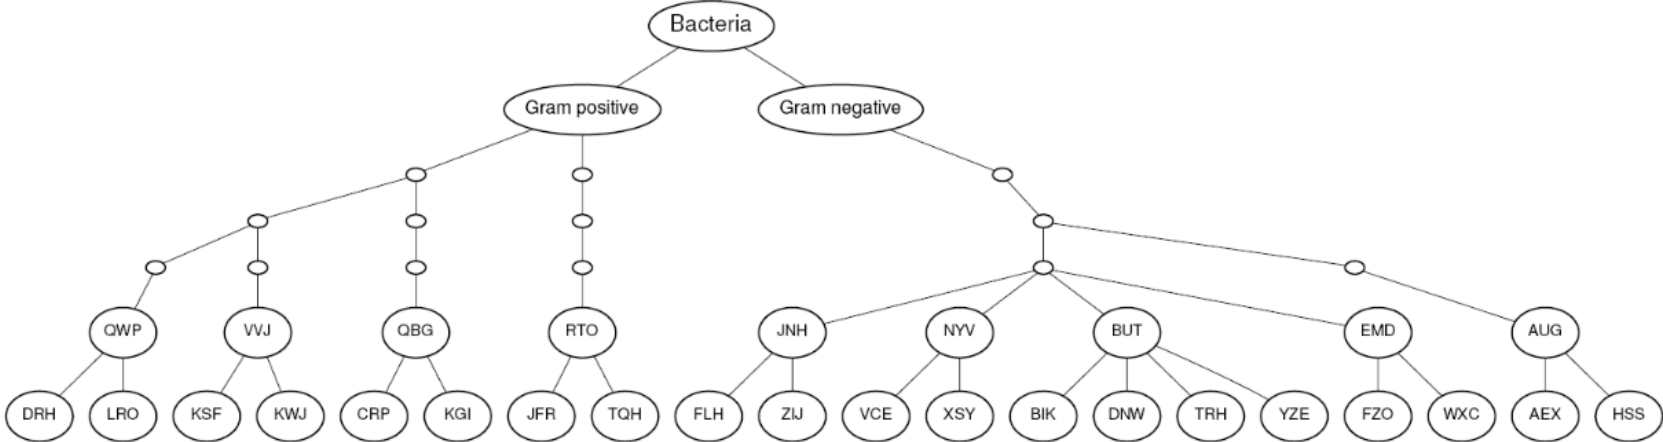 Bacteria
Gram positive Gram negative
QWP VVJ QBG RTO JNH NYV BUT EMD AUG
DRH LRO KSF KWJ CRP KGI JFR TQH FLH ZIJ VCE XSY BIK DNW TRH YZE FZO WXC AEX HSS